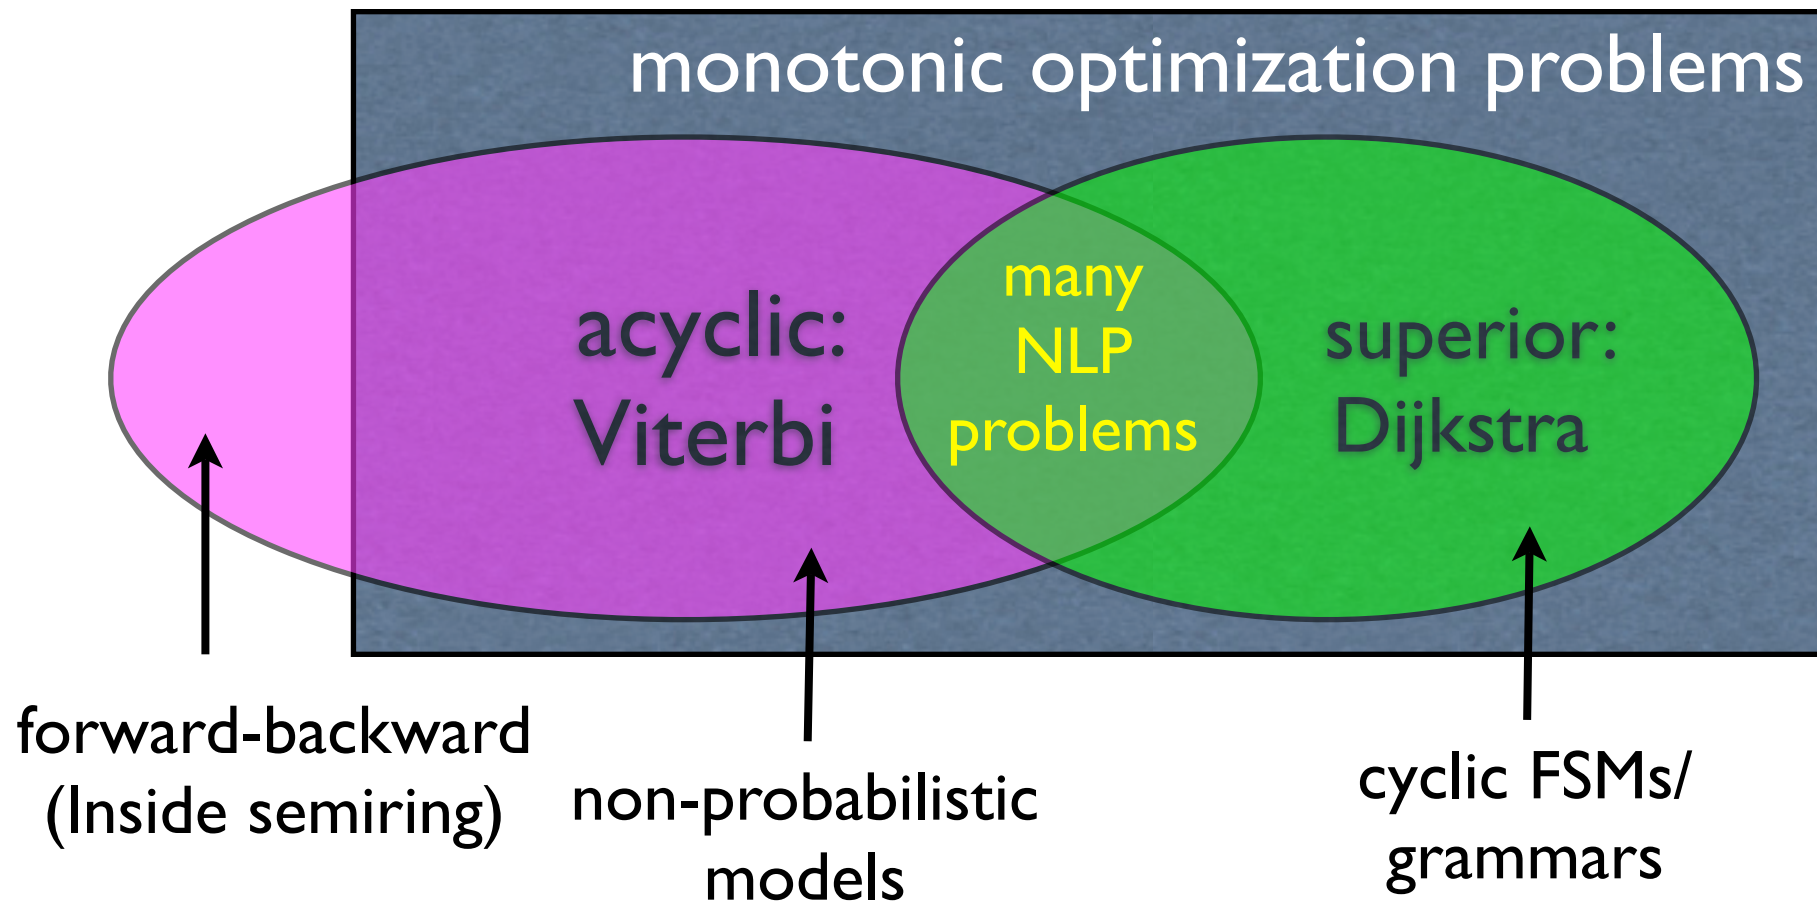 monotonic optimization problems
acyclic:
Viterbi
many
NLP
problems
superior:
Dijkstra
forward-backward
(Inside semiring)
non-probabilistic
models
cyclic FSMs/
grammars